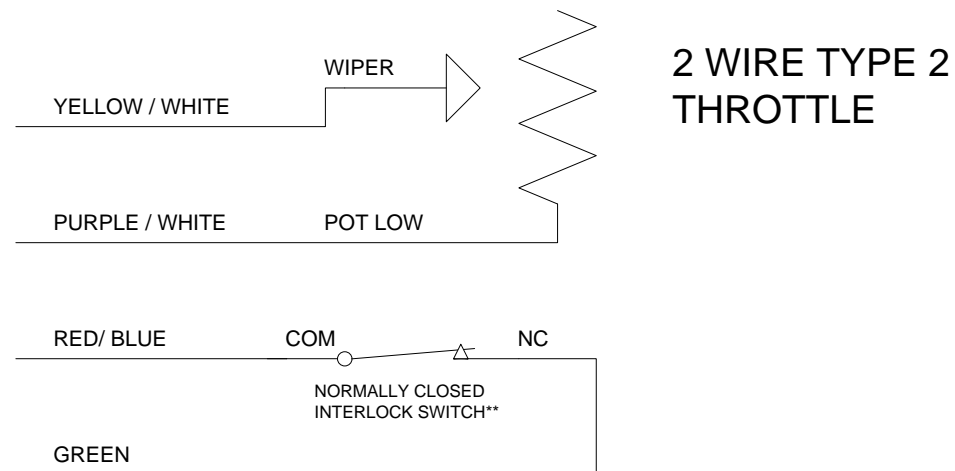 2 WIRE TYPE 2
THROTTLE
WIPER
YELLOW / WHITE
PURPLE / WHITE POT LOW
RED/ BLUE COM NC
NORMALLY CLOSED
INTERLOCK SWITCH**
GREEN